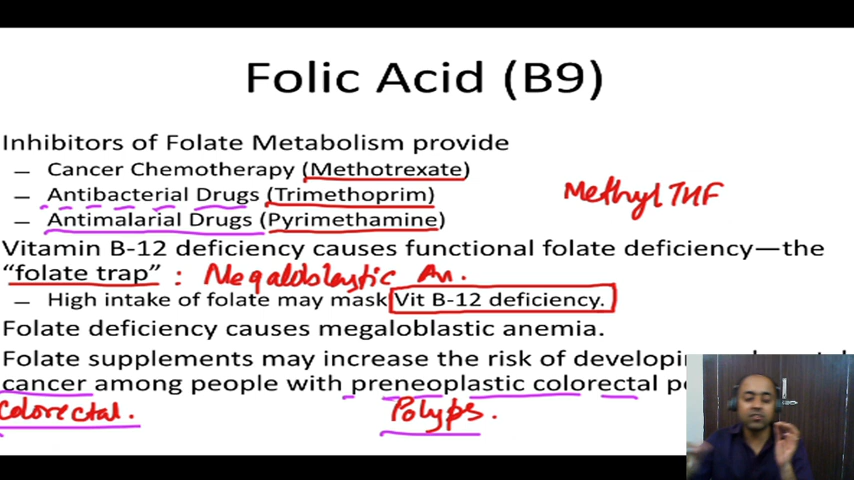 Folic Acid (B9)
Inhibitors of Folate Metabolism provide
– Cancer Chemotherapy (Methotrexate)
– Antibacterial Drugs (Trimethoprim)
– Antimalarial Drugs (Pyrimethamine)
Methyl THF
Vitamin B-12 deficiency causes functional folate deficiency—the
“folate trap” : Megaloblastic An.
– High intake of folate may mask Vit B-12 deficiency.
Folate deficiency causes megaloblastic anemia.
Folate supplements may increase the risk of
cancer among people with preneoplastic colorectal
Colorectal. Polyps.